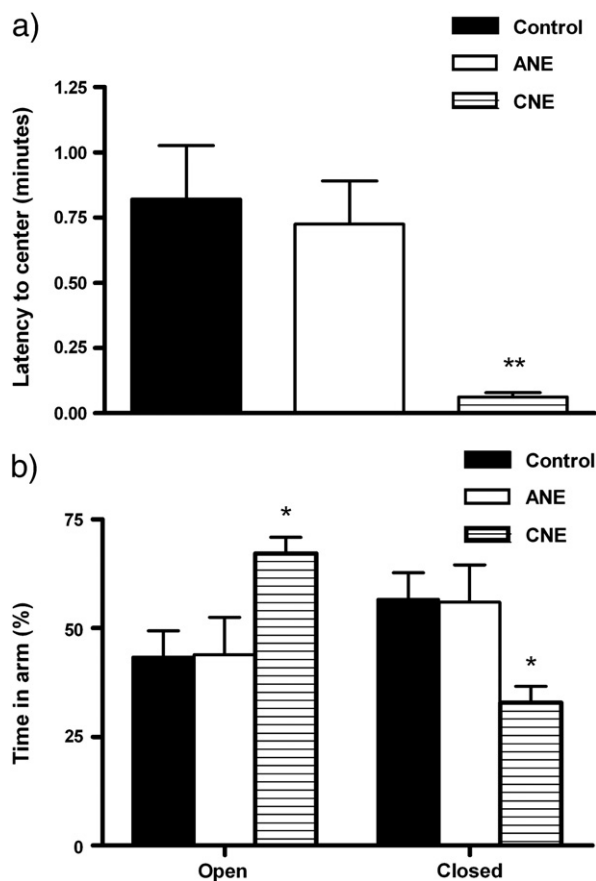 a)
Control
ANE
CNE
Latency to center (minutes)
1.25
1.00
0.75
0.50
0.25
0.00
**
b)
Control
ANE
CNE
Time in arm (%)
75
50
25
0
*
*
Open Closed